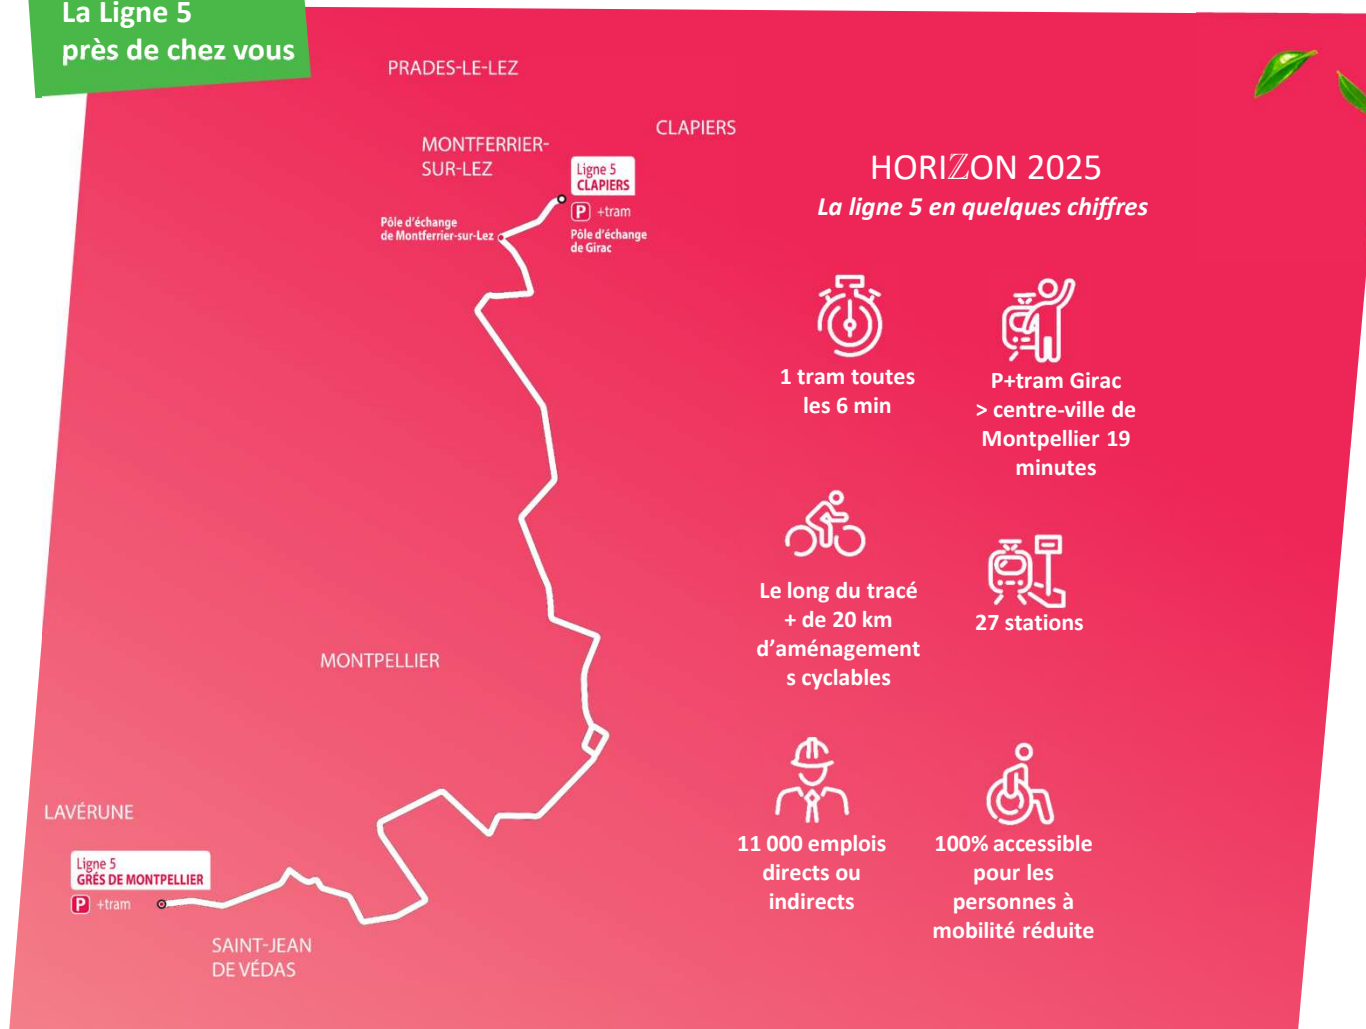 La Ligne 5
près de chez vous
PRADES-LE-LEZ
CLAPIERS
MONTFERRIER-
SUR-LEZ
Ligne 5
CLAPIERS
P +tram
Pôle d'échange
de Girac
Pôle d'échange
de Montferrier-sur-Lez
MONTPELLIER
LAVÉRUNE
Ligne 5
GRÉS DE MONTPELLIER
P +tram
SAINT-JEAN
DE VÉDAS
HORIℤON 2025
La ligne 5 en quelques chiffres
1 tram toutes
les 6 min
P+tram Girac
> centre-ville de
Montpellier 19
minutes
Le long du tracé
+ de 20 km
d’aménagement
s cyclables
27 stations
11 000 emplois
directs ou
indirects
100% accessible
pour les
personnes à
mobilité réduite